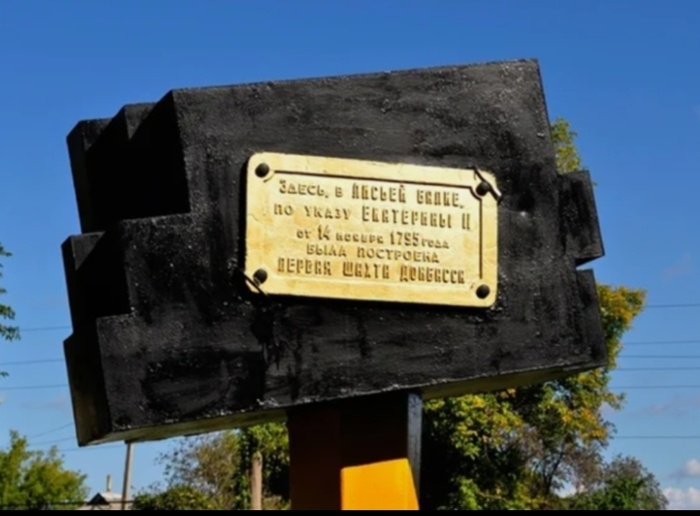 ЗДЕСЬ, В ЛИСЬЕЙ БАЛКЕ,
ПО УКАЗУ ЕКАТЕРИНЫ II
ОТ 14 НОЯБРЯ 1795 ГОДА
БЫЛА ПОСТРОЕНА
ПЕРВАЯ ШАХТА ДОНБАССА